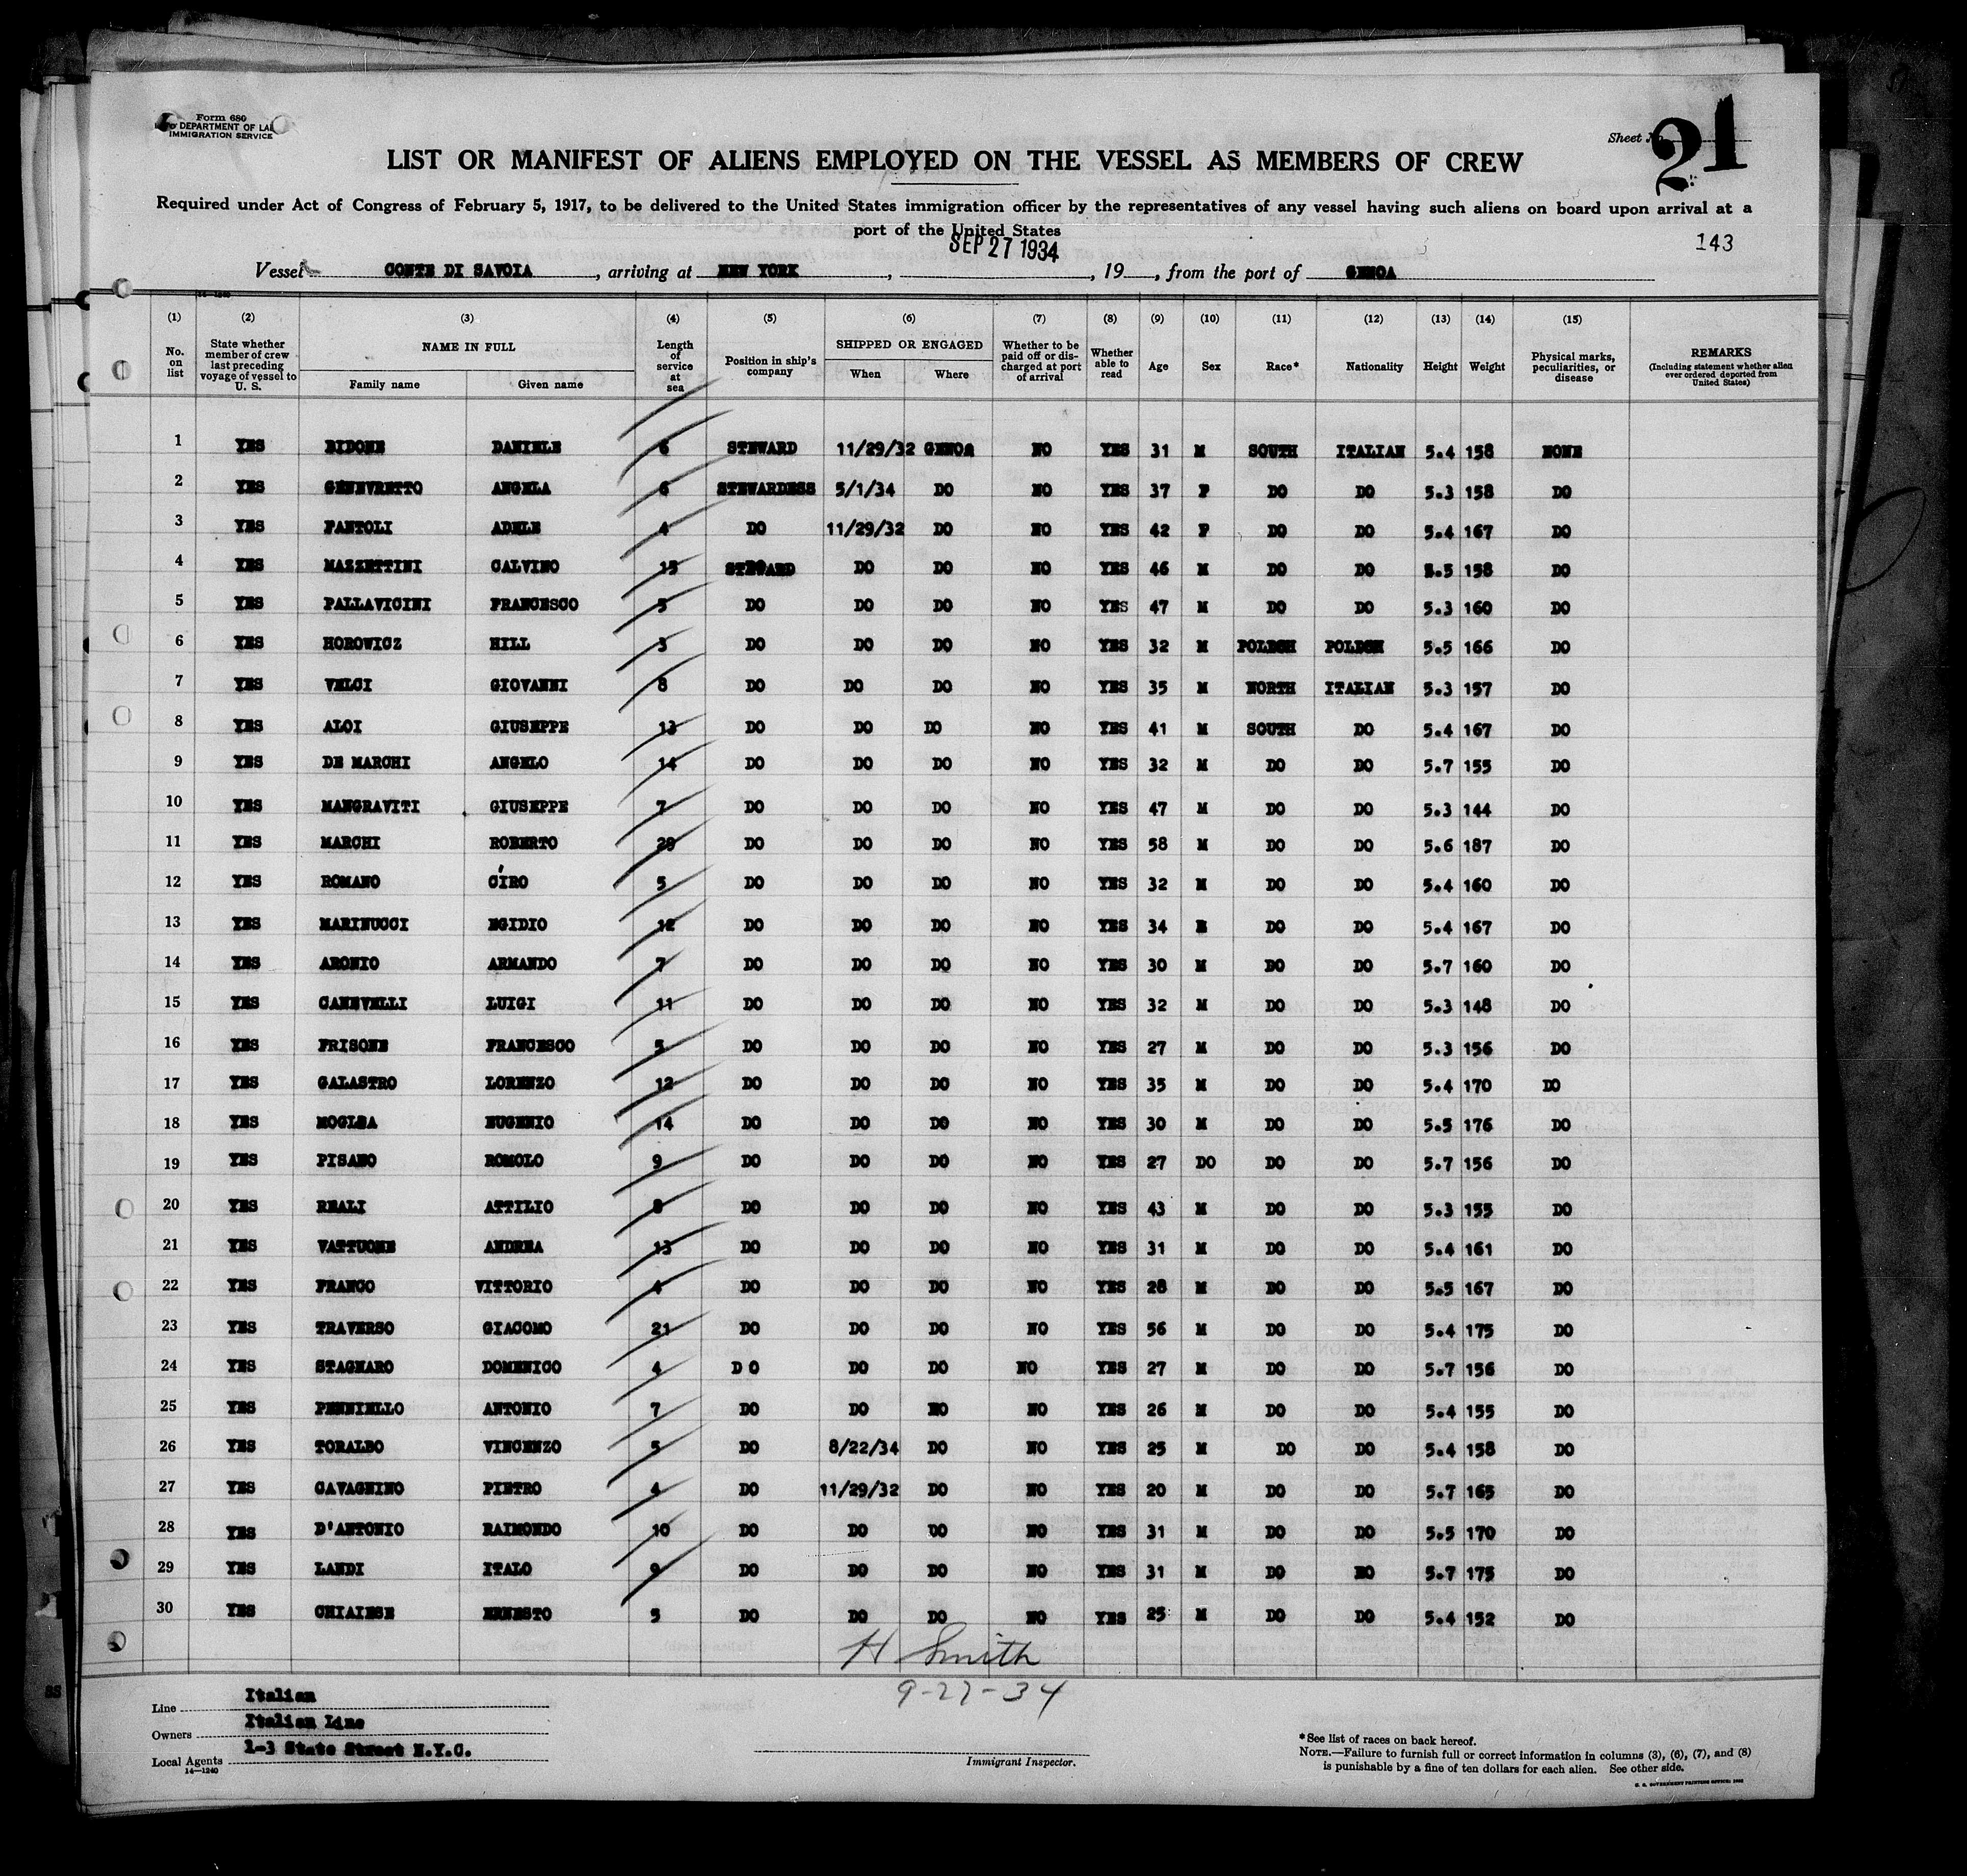 Form 680
DEPARTMENT OF LA
IMMIGRATION SERVICE
Sheet No. 21
LIST OR MANIFEST OF ALIENS EMPLOYED ON THE VESSEL AS MEMBERS OF CREW
Required under Act of Congress of February 5, 1917, to be delivered to the United States immigration officer by the representatives of any vessel having such aliens on board upon arrival at a
port of the United States
143
SEP 27 1934
Vessel CONTE DI SAVOIA, arriving at NEW YORK, , 19 , from the port of GENOA
(1) (2) (3) (4) (5) (6) (7) (8) (9) (10) (11) (12) (13) (14) (15)
No. on list State whether member of crew last preceding voyage of vessel to U. S. NAME IN FULL Family name Given name Length of service at sea Position in ship's company SHIPPED OR ENGAGED When Where Whether to be paid off or discharged at port of arrival Whether able to read Age Sex Race* Nationality Height Weight Physical marks, peculiarities, or disease REMARKS (Including statement whether alien ever ordered deported from United States)
1 YES BIDONE DANIELE 6 STEWARD 11/29/32 GENOA NO YES 31 M SOUTH ITALIAN 5.4 158 NONE
2 YES GENEVRETTO ANGELA 6 STEWARDESS 5/1/34 DO NO YES 37 F DO DO 5.3 158 DO
3 YES FANTOLI ADELE 4 DO 11/29/32 DO NO YES 42 F DO DO 5.4 167 DO
4 YES MAZZETTINI CALVINO 15 STEWARD DO DO NO YES 46 M DO DO 5.5 158 DO
5 YES PALLAVICINI FRANCESCO 5 DO DO DO NO YES 47 M DO DO 5.3 160 DO
6 YES HOROWICZ HILL 3 DO DO DO NO YES 32 M POLISH POLISH 5.5 166 DO
7 YES VELCI GIOVANNI 8 DO DO DO NO YES 35 M NORTH ITALIAN 5.3 157 DO
8 YES ALOI GIUSEPPE 13 DO DO DO NO YES 41 M SOUTH DO 5.4 167 DO
9 YES DE MARCHI ANGELO 14 DO DO DO NO YES 32 M DO DO 5.7 155 DO
10 YES MANGRAVITI GIUSEPPE 7 DO DO DO NO YES 47 M DO DO 5.3 144 DO
11 YES MARCHI ROBERTO 20 DO DO DO NO YES 58 M DO DO 5.6 187 DO
12 YES ROMANO CIRO 5 DO DO DO NO YES 32 M DO DO 5.4 160 DO
13 YES MARINUCCI EGIDIO 12 DO DO DO NO YES 34 M DO DO 5.4 167 DO
14 YES ARONIO ARMANDO 7 DO DO DO NO YES 30 M DO DO 5.7 160 DO
15 YES CANEVELLI LUIGI 11 DO DO DO NO YES 32 M DO DO 5.3 148 DO
16 YES FRISONE FRANCESCO 5 DO DO DO NO YES 27 M DO DO 5.3 156 DO
17 YES GALASTRO LORENZO 12 DO DO DO NO YES 35 M DO DO 5.4 170 DO
18 YES MOGLIA EUGENIO 14 DO DO DO NO YES 30 M DO DO 5.5 176 DO
19 YES PISANO ROMOLO 9 DO DO DO NO YES 27 DO DO DO 5.7 156 DO
20 YES REALI ATTILIO 8 DO DO DO NO YES 43 M DO DO 5.3 155 DO
21 YES VATTUONE ANDREA 13 DO DO DO NO YES 31 M DO DO 5.4 161 DO
22 YES FRANCO VITTORIO 4 DO DO DO NO YES 28 M DO DO 5.5 167 DO
23 YES TRAVERSO GIACOMO 21 DO DO DO NO YES 56 M DO DO 5.4 175 DO
24 YES STAGNARO DOMENICO 4 D O DO DO NO YES 27 M DO DO 5.7 156 DO
25 YES PENNIELLO ANTONIO 7 DO DO DO NO YES 26 M DO DO 5.4 155 DO
26 YES TORALBO VINCENZO 5 DO 8/22/34 DO NO YES 25 M DO DO 5.4 158 DO
27 YES CAVAGNINO PIETRO 4 DO 11/29/32 DO NO YES 20 M DO DO 5.7 165 DO
28 YES D'ANTONIO RAIMONDO 10 DO DO DO NO YES 31 M DO DO 5.5 170 DO
29 YES LANDI ITALO 9 DO DO DO NO YES 31 M DO DO 5.7 175 DO
30 YES CHIAIESE ERNESTO 5 DO DO DO NO YES 25 M DO DO 5.4 152 DO
H Smith
9-27-34
Line Italian
Owners Italian Line
Local Agents 1-3 State Street N.Y.C.
14—1240
Immigrant Inspector.
*See list of races on back hereof.
NOTE.—Failure to furnish full or correct information in columns (3), (6), (7), and (8)
is punishable by a fine of ten dollars for each alien. See other side.
U. S. GOVERNMENT PRINTING OFFICE